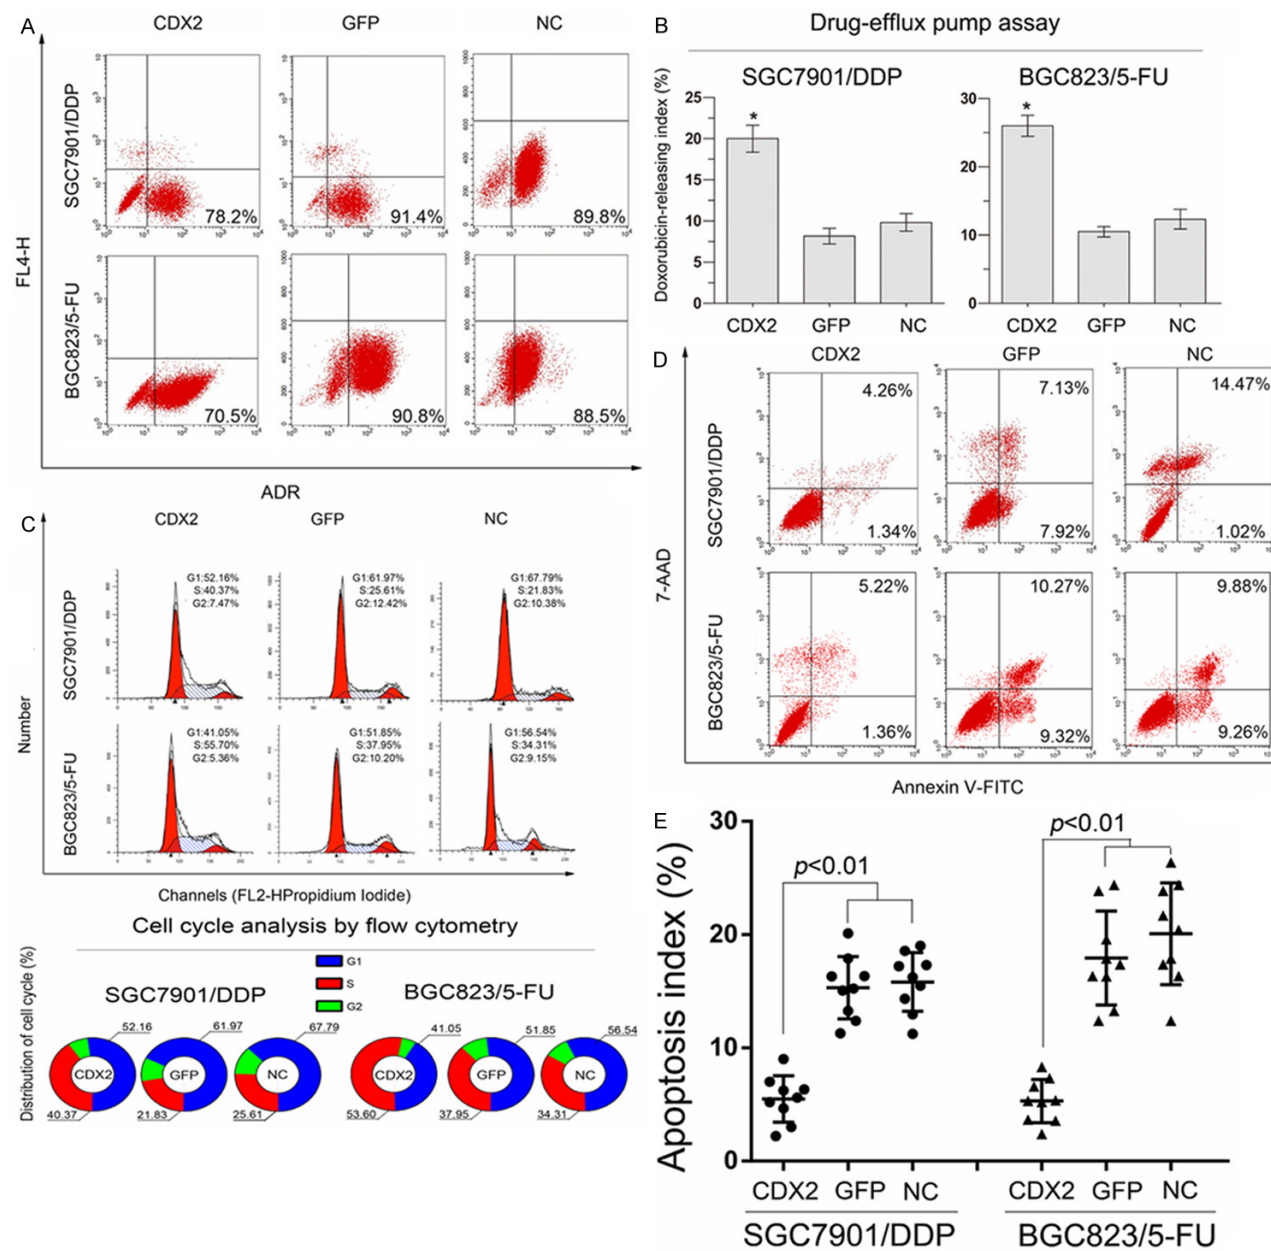 A
CDX2 GFP NC
SGC7901/DDP
78.2% 91.4% 89.8%
BGC823/5-FU
70.5% 90.8% 88.5%
FL4-H
ADR
B
Drug-efflux pump assay
SGC7901/DDP BGC823/5-FU
Doxorubicin-releasing index (%)
25
20
15
10
5
0
*
CDX2 GFP NC
30
20
10
0
*
CDX2 GFP NC
C
CDX2 GFP NC
SGC7901/DDP
G1:52.16%
S:40.37%
G2:7.47%
G1:61.97%
S:25.61%
G2:12.42%
G1:67.79%
S:21.83%
G2:10.38%
BGC823/5-FU
G1:41.05%
S:55.70%
G2:5.36%
G1:51.85%
S:37.95%
G2:10.20%
G1:56.54%
S:34.31%
G2:9.15%
Number
Channels (FL2-HPropidium Iodide)
Cell cycle analysis by flow cytometry
Distribution of cell cycle (%)
G1
S
G2
SGC7901/DDP BGC823/5-FU
52.16 61.97 67.79 41.05 51.85 56.54
CDX2 GFP NC CDX2 GFP NC
40.37 21.83 25.61 53.60 37.95 34.31
D
CDX2 GFP NC
SGC7901/DDP
4.26% 7.13% 14.47%
1.34% 7.92% 1.02%
BGC823/5-FU
5.22% 10.27% 9.88%
1.36% 9.32% 9.26%
7-AAD
Annexin V-FITC
E
Apoptosis index (%)
30
20
10
0
p<0.01 p<0.01
CDX2 GFP NC CDX2 GFP NC
SGC7901/DDP BGC823/5-FU